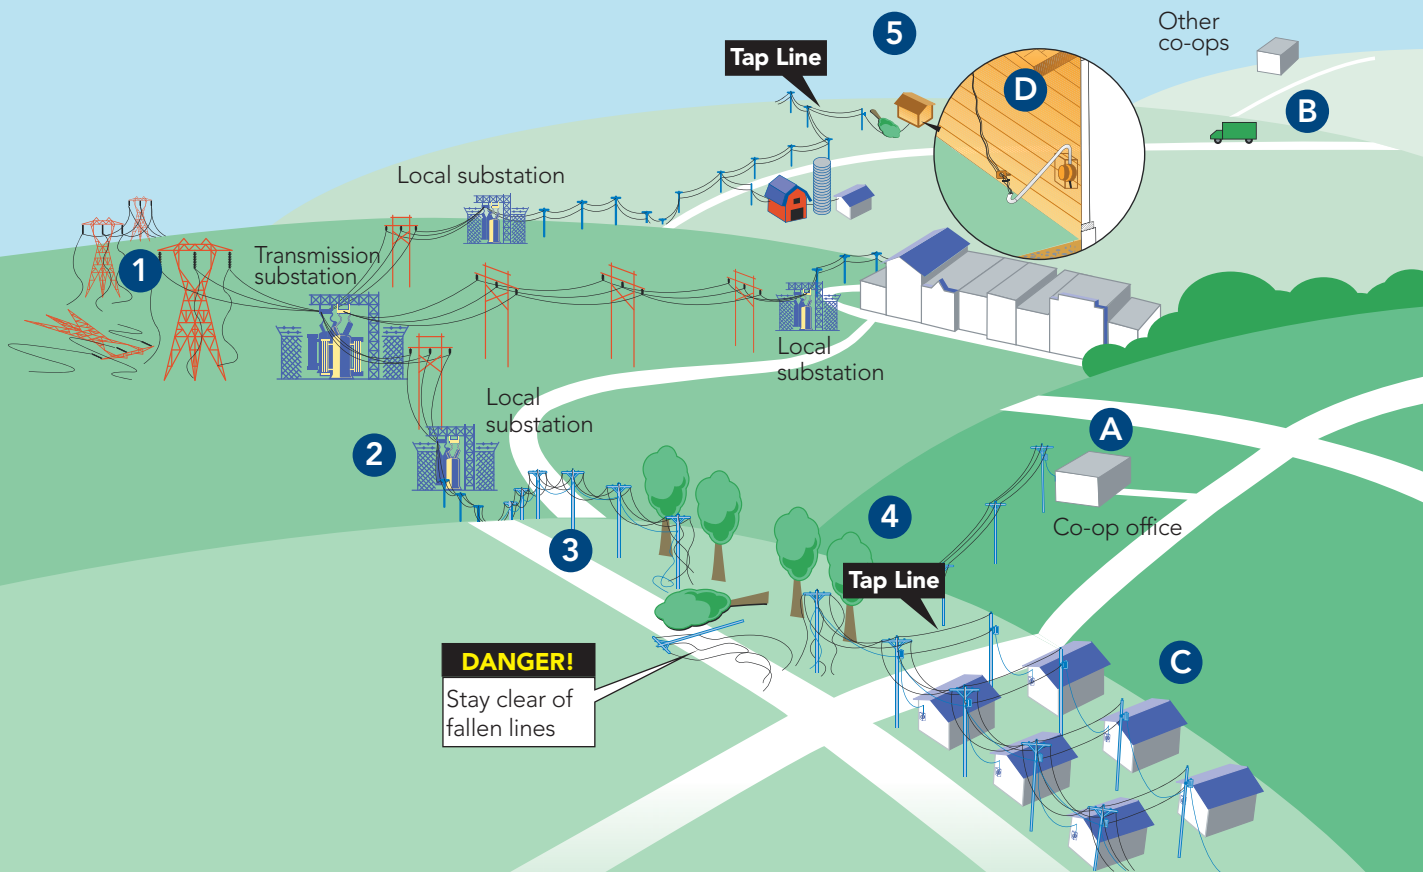 5
Other
co-ops
Tap Line
D
B
Local substation
1
Transmission
substation
Local
substation
Local
substation
2
A
4
Co-op office
3
Tap Line
DANGER!
Stay clear of
fallen lines
C